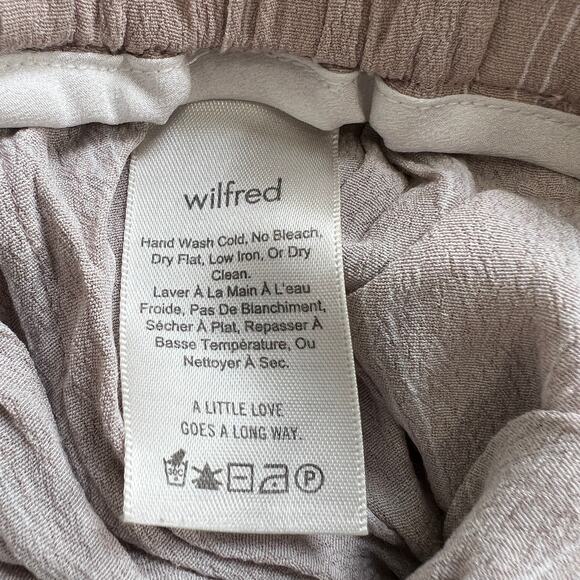 wilfred
Hand Wash Cold, No Bleach,
Dry Flat, Low Iron, Or Dry
Clean.
Laver À La Main À L'eau
Froide, Pas De Blanchiment,
Sécher À Plat, Repasser À
Basse Température, Ou
Nettoyer À Sec.
A LITTLE LOVE
GOES A LONG WAY.
P